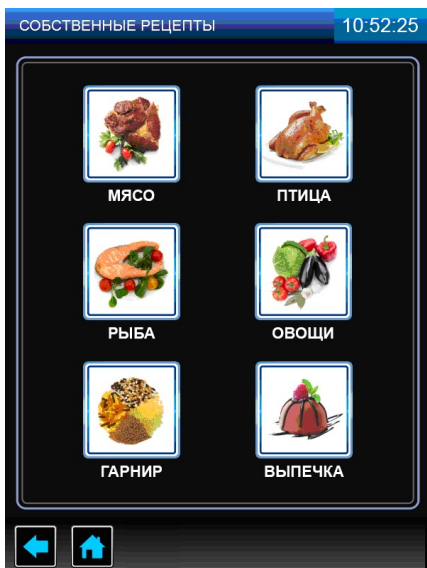 СОБСТВЕННЫЕ РЕЦЕПТЫ 10:52:25
МЯСО ПТИЦА
РЫБА ОВОЩИ
ГАРНИР ВЫПЕЧКА